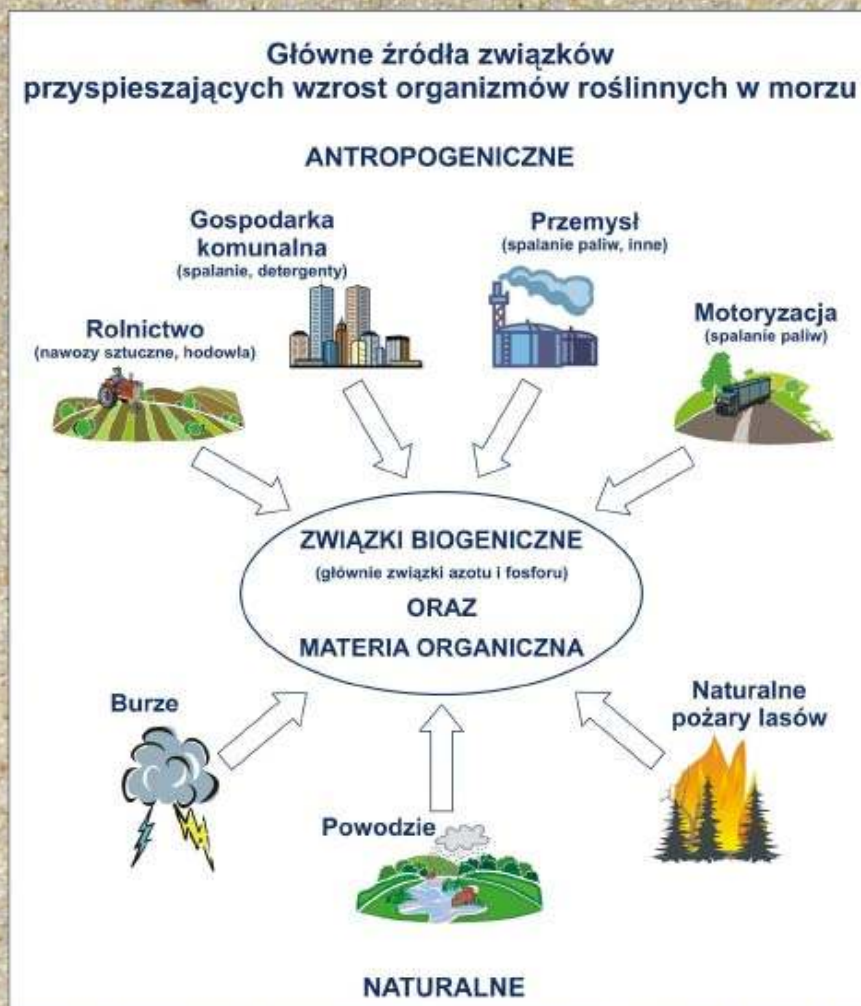 Główne źródła związków
przyspieszających wzrost organizmów roślinnych w morzu
ANTROPOGENICZNE
Gospodarka
komunalna
(spalanie, detergenty)
Przemysł
(spalanie paliw, inne)
Rolnictwo
(nawozy sztuczne, hodowla)
Motoryzacja
(spalanie paliw)
ZWIĄZKI BIOGENICZNE
(głównie związki azotu i fosforu)
ORAZ
MATERIA ORGANICZNA
Burze
Naturalne
pożary lasów
Powodzie
NATURALNE